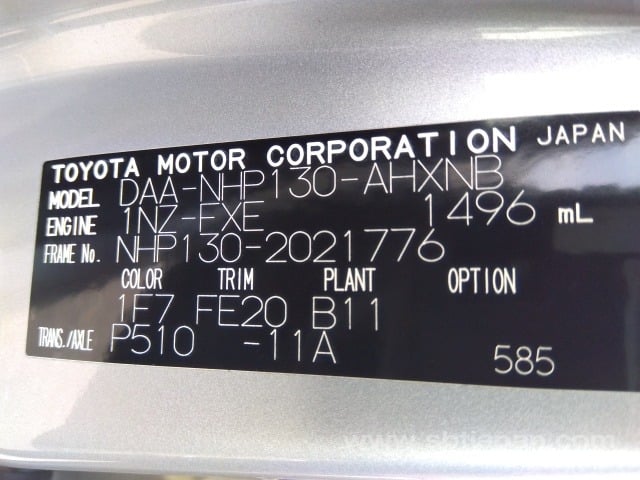 TOYOTA MOTOR CORPORATION JAPAN
MODEL DAA-NHP130-AHXNB
ENGINE 1NZ-FXE 1496 mL
FRAME No. NHP130-2021776
COLOR TRIM PLANT OPTION
1F7 FE20 B11
TRANS./AXLE P510 -11A
585
www.sbtjapan.com